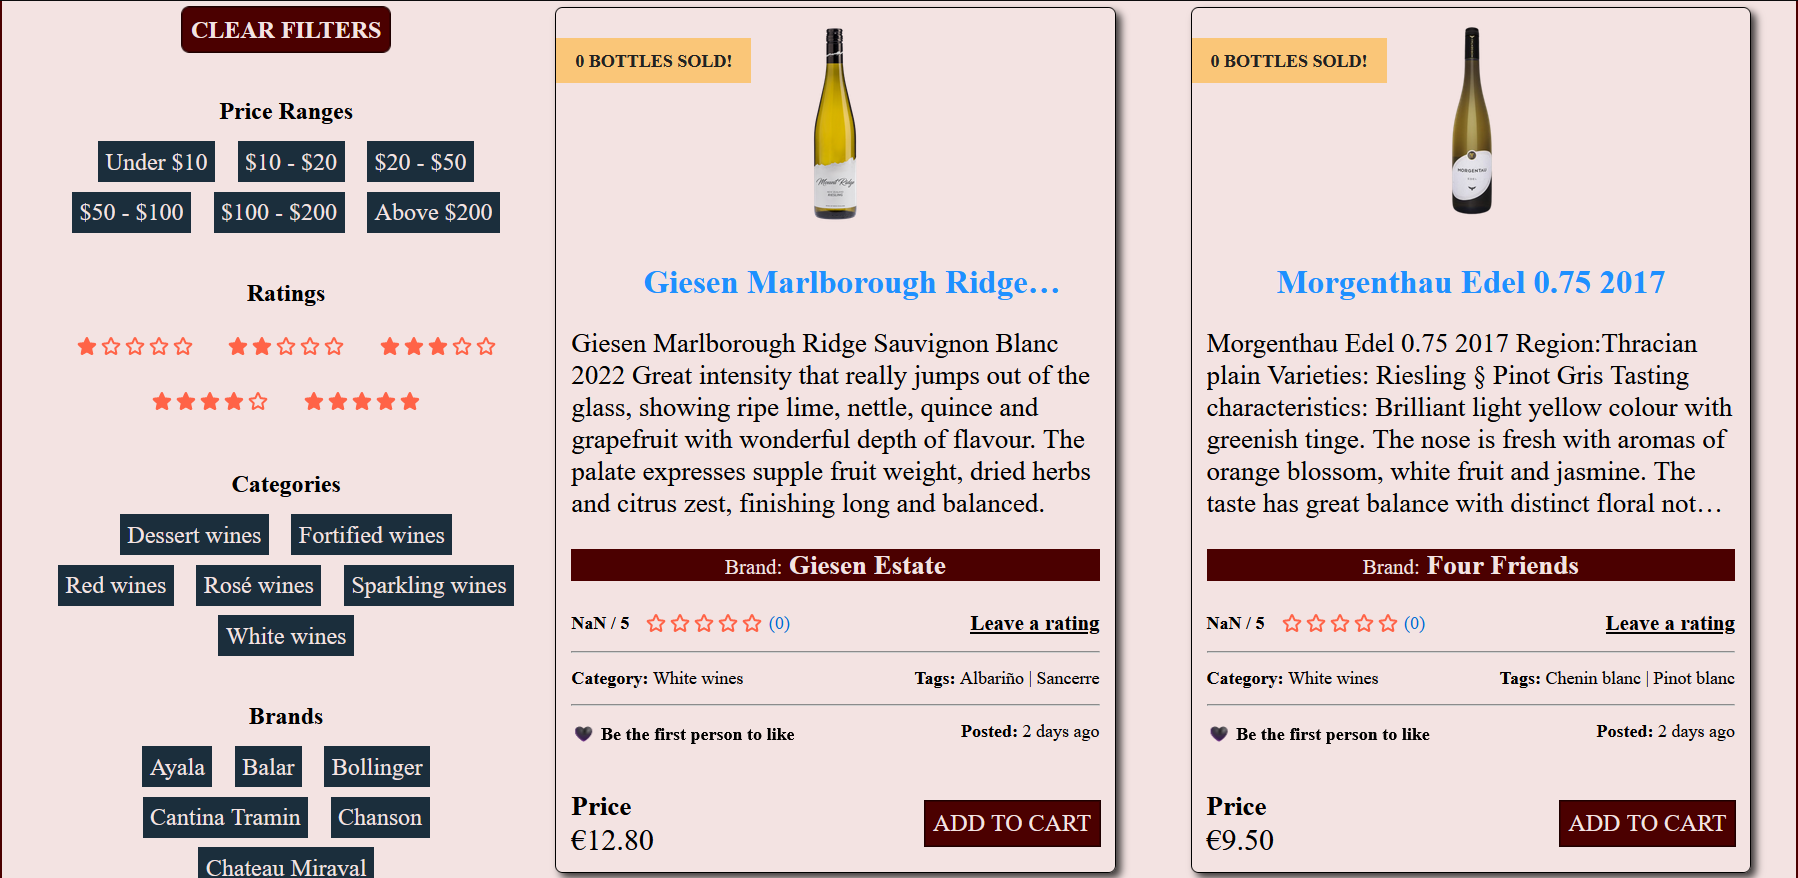 CLEAR FILTERS
Price Ranges
Under $10
$10 - $20
$20 - $50
$50 - $100
$100 - $200
Above $200
Ratings
Categories
Dessert wines
Fortified wines
Red wines
Rosé wines
Sparkling wines
White wines
Brands
Ayala
Balar
Bollinger
Cantina Tramin
Chanson
Chateau Miraval
0 BOTTLES SOLD!
Mount Ridge
Giesen Marlborough Ridge…
Giesen Marlborough Ridge Sauvignon Blanc
2022 Great intensity that really jumps out of the
glass, showing ripe lime, nettle, quince and
grapefruit with wonderful depth of flavour. The
palate expresses supple fruit weight, dried herbs
and citrus zest, finishing long and balanced.
Brand: Giesen Estate
NaN / 5 (0) Leave a rating
Category: White wines Tags: Albariño | Sancerre
Be the first person to like Posted: 2 days ago
Price
€12.80
ADD TO CART
0 BOTTLES SOLD!
MORGENTAU
Morgenthau Edel 0.75 2017
Morgenthau Edel 0.75 2017 Region:Thracian
plain Varieties: Riesling § Pinot Gris Tasting
characteristics: Brilliant light yellow colour with
greenish tinge. The nose is fresh with aromas of
orange blossom, white fruit and jasmine. The
taste has great balance with distinct floral not…
Brand: Four Friends
NaN / 5 (0) Leave a rating
Category: White wines Tags: Chenin blanc | Pinot blanc
Be the first person to like Posted: 2 days ago
Price
€9.50
ADD TO CART